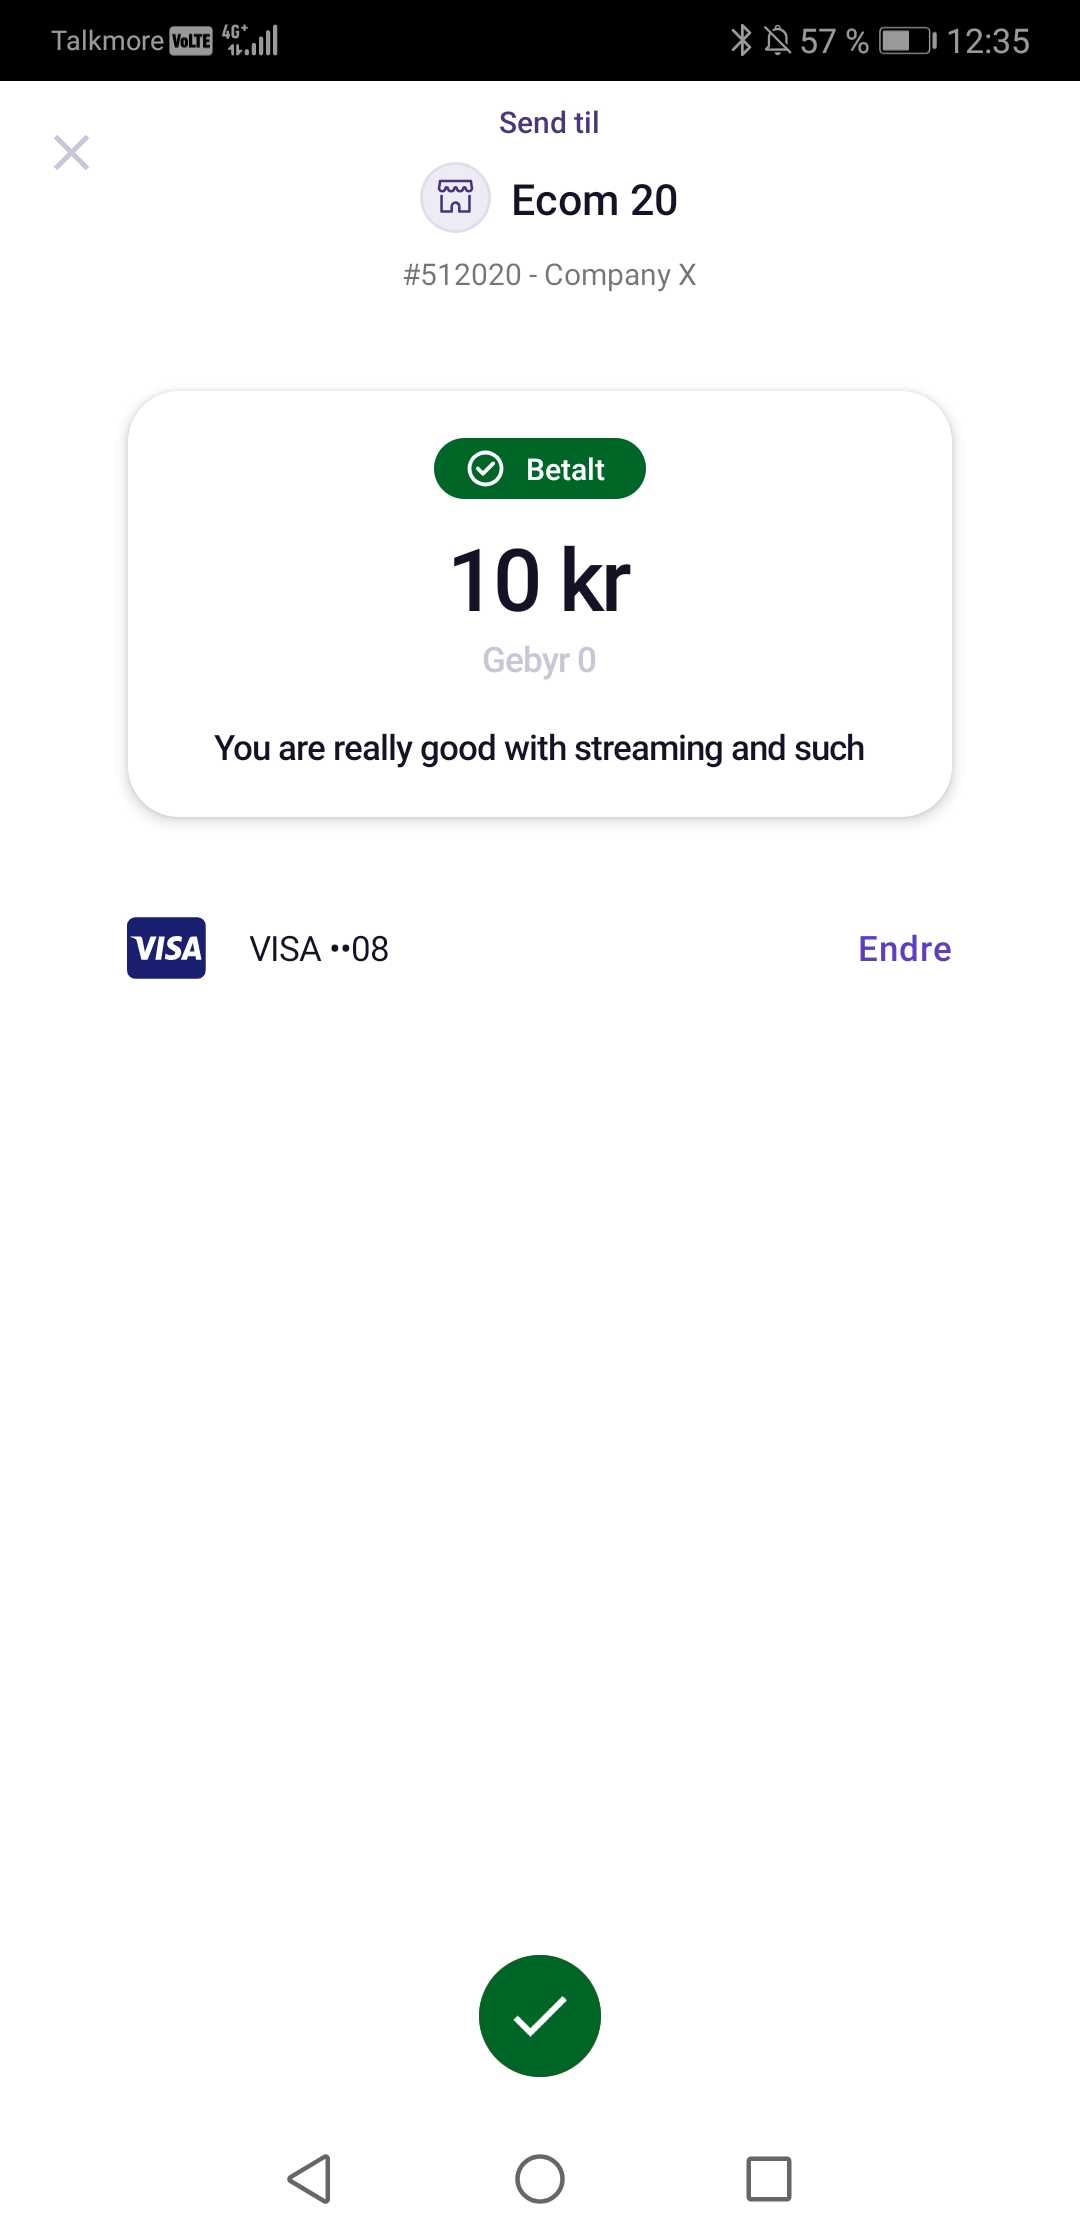 Talkmore VoLTE 4G+ 57 % 12:35
Send til
Ecom 20
#512020 - Company X
Betalt
10 kr
Gebyr 0
You are really good with streaming and such
VISA VISA ••08 Endre